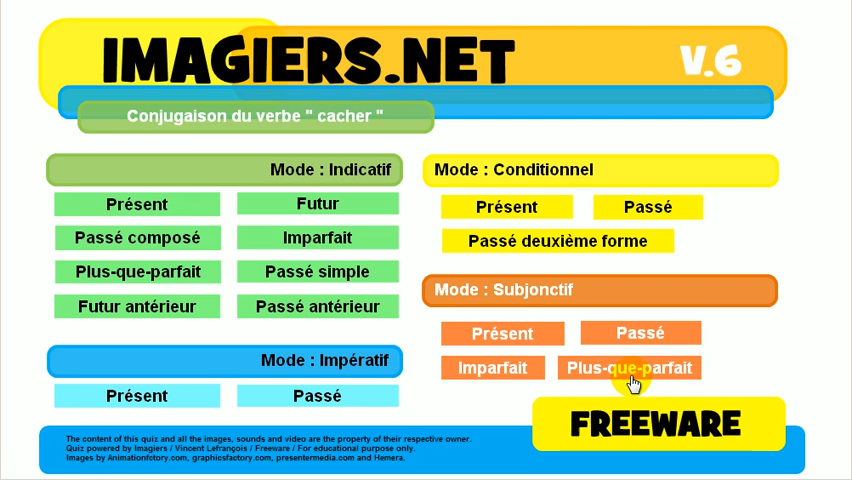 IMAGIERS.NET
V.6
Conjugaison du verbe " cacher "
Mode : Indicatif
Présent
Futur
Passé composé
Imparfait
Plus-que-parfait
Passé simple
Futur antérieur
Passé antérieur
Mode : Impératif
Présent
Passé
Mode : Conditionnel
Présent
Passé
Passé deuxième forme
Mode : Subjonctif
Présent
Passé
Imparfait
Plus-que-parfait
FREEWARE
The content of this quiz and all the images, sounds and video are the property of their respective owner.
Quiz powered by Imagiers / Vincent Lefrançois / Freeware / For educational purpose only.
Images by Animationfctory.com, graphicsfactory.com, presentermedia.com and Hemera.